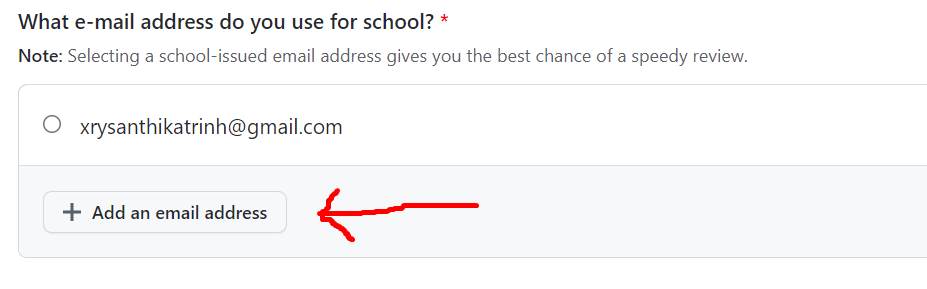 What e-mail address do you use for school? *
Note: Selecting a school-issued email address gives you the best chance of a speedy review.
xrysanthikatrinh@gmail.com
+ Add an email address